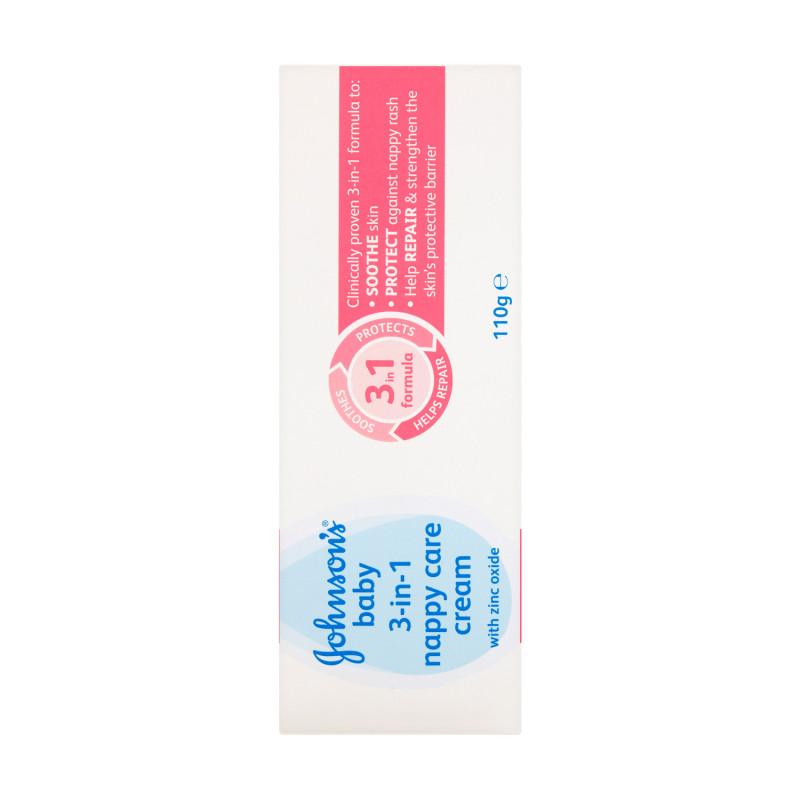 Johnson's®
baby
3-in-1
nappy care
cream
with zinc oxide
SOOTHES
PROTECTS
HELPS REPAIR
3in1
formula
Clinically proven 3-in-1 formula to:
• SOOTHE skin
• PROTECT against nappy rash
• Help REPAIR & strengthen the
skin's protective barrier
110g ℮